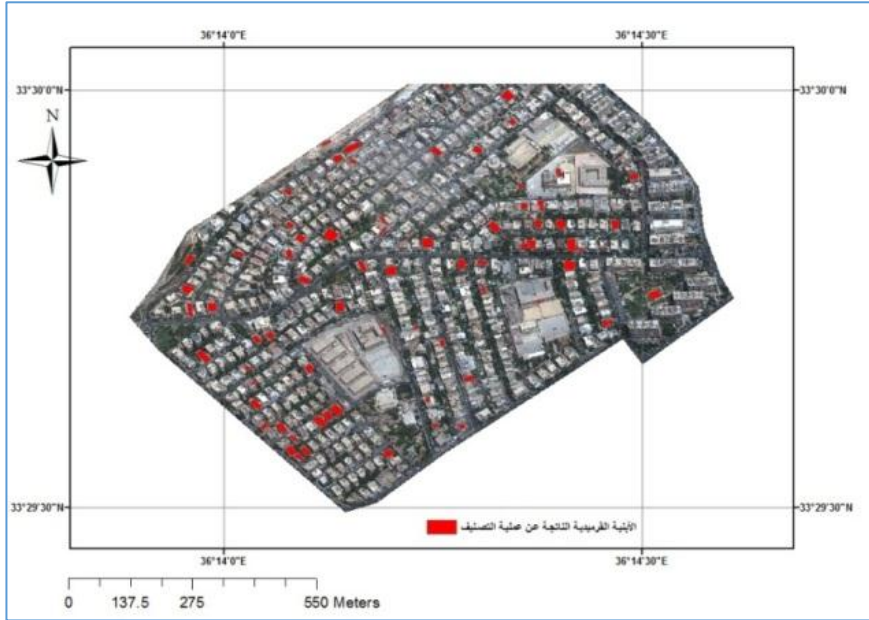 36°14'0"E 36°14'30"E
33°30'0"N 33°30'0"N
N
33°29'30"N 33°29'30"N
الأبنية القرميدية الناتجة عن عملية التصنيف
36°14'0"E 36°14'30"E
0 137.5 275 550 Meters